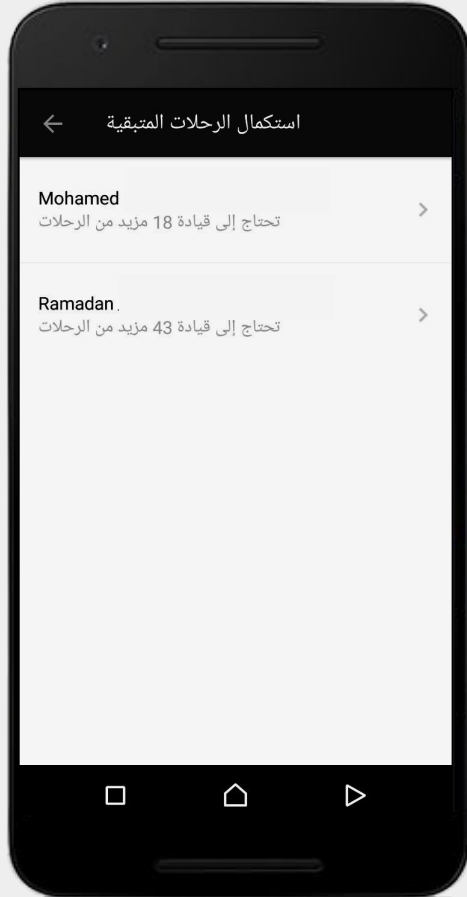 استكمال الرحلات المتبقية
Mohamed
تحتاج إلى قيادة 18 مزيد من الرحلات
Ramadan
تحتاج إلى قيادة 43 مزيد من الرحلات